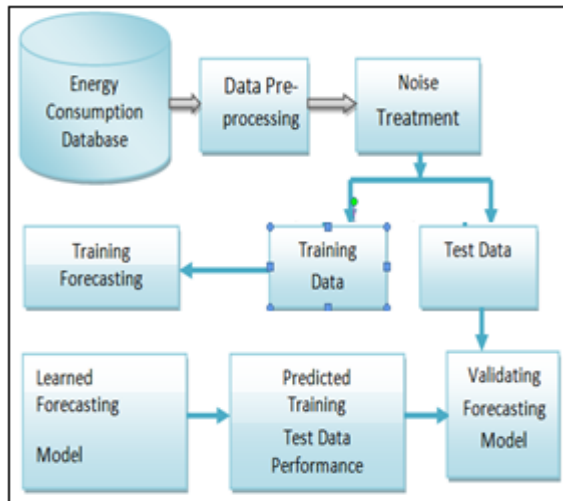 Energy
Consumption
Database
Data Pre-
processing
Noise
Treatment
Training
Forecasting
Training
Data
Test Data
Learned
Forecasting
Model
Predicted
Training
Test Data
Performance
Validating
Forecasting
Model